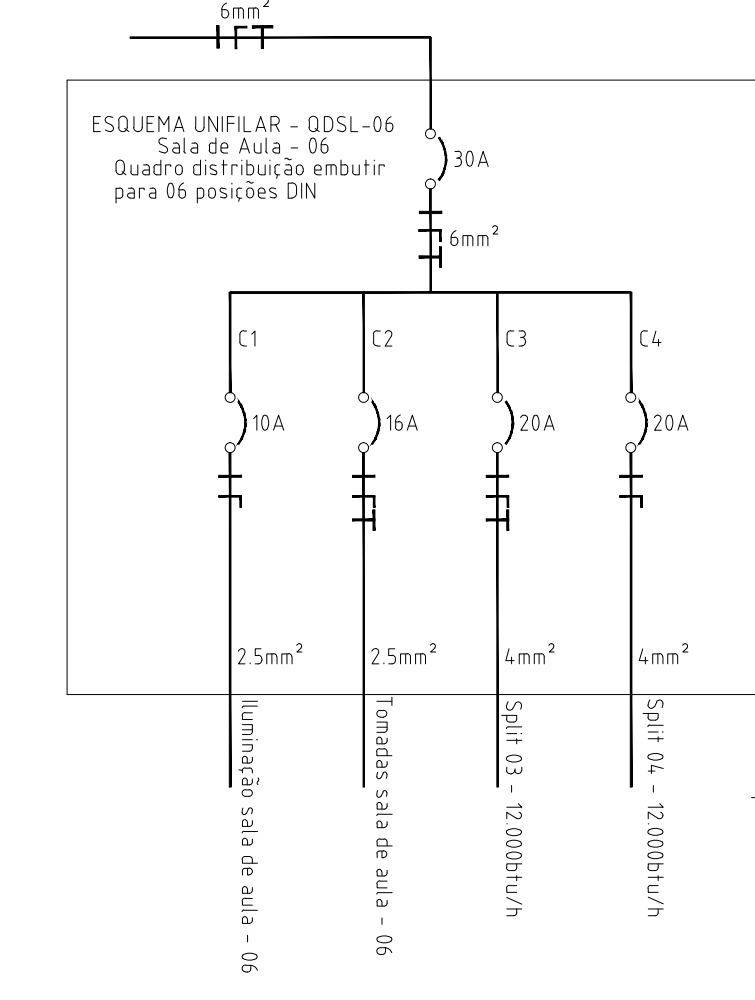 6mm²
ESQUEMA UNIFILAR - QDSL-06
Sala de Aula - 06
Quadro distribuição embutir
para 06 posições DIN
30A
6mm²
C1
C2
C3
C4
10A
16A
20A
20A
2.5mm²
2.5mm²
4mm²
4mm²
Iluminação sala de aula - 06
Tomadas sala de aula - 06
Split 03 - 12.000btu/h
Split 04 - 12.000btu/h